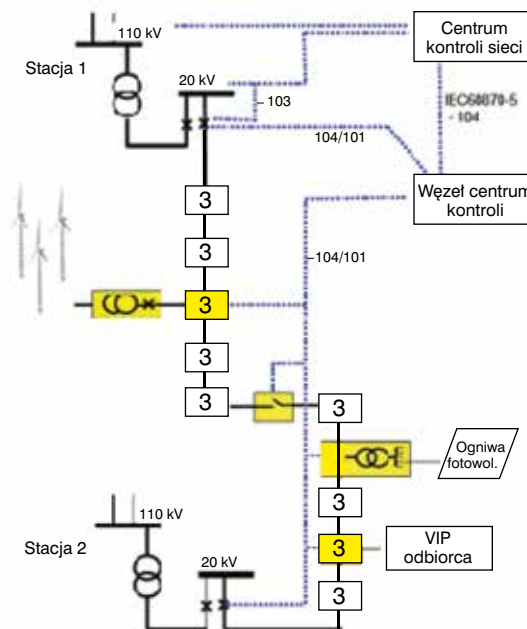 110 kV
Stacja 1
20 kV
103
104/101
Centrum
kontroli sieci
IEC60870-5
- 104
Węzeł centrum
kontroli
3
3
104/101
3
3
3
3
Ogniwa
fotowol.
3
3
VIP
odbiorca
3
110 kV
Stacja 2
20 kV